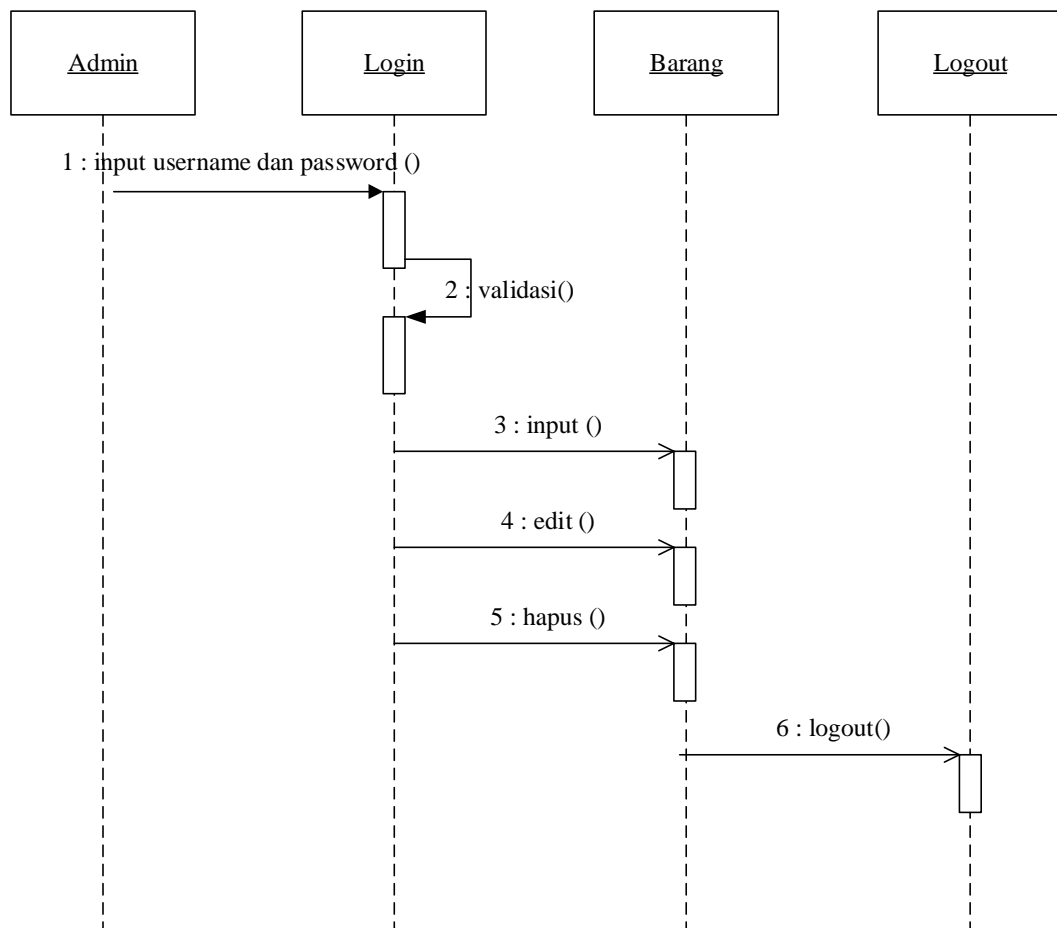 Admin
Login
Barang
Logout
1 : input username dan password ()
2 : validasi()
3 : input ()
4 : edit ()
5 : hapus ()
6 : logout()